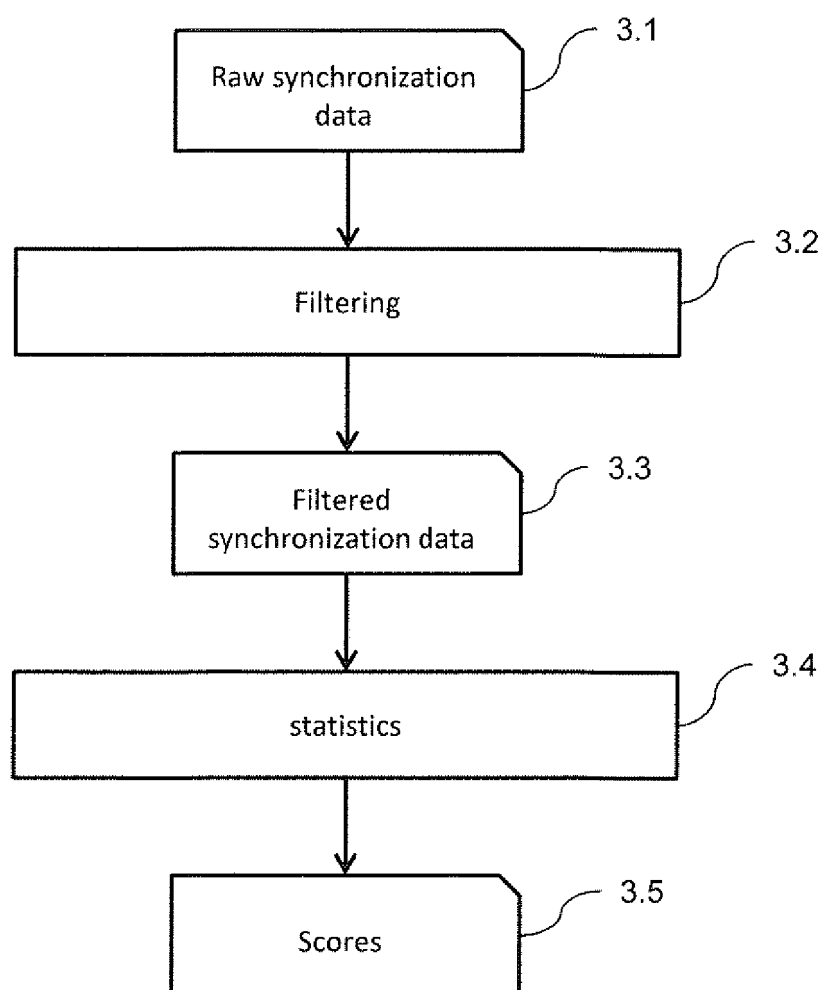 3.1
Raw synchronization
data
3.2
Filtering
3.3
Filtered
synchronization data
3.4
statistics
3.5
Scores